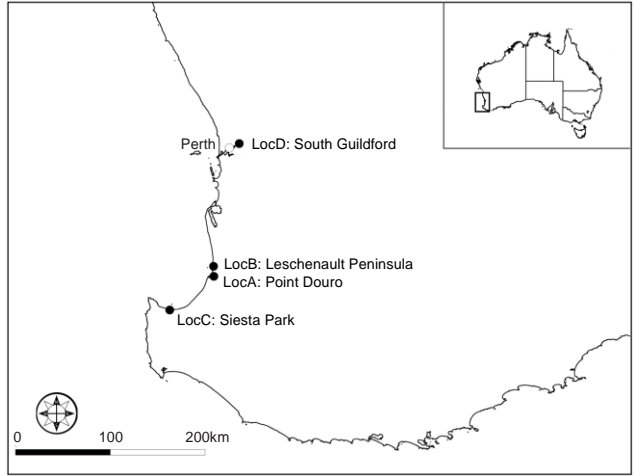 Perth
LocD: South Guildford
LocB: Leschenault Peninsula
LocA: Point Douro
LocC: Siesta Park
0 100 200km